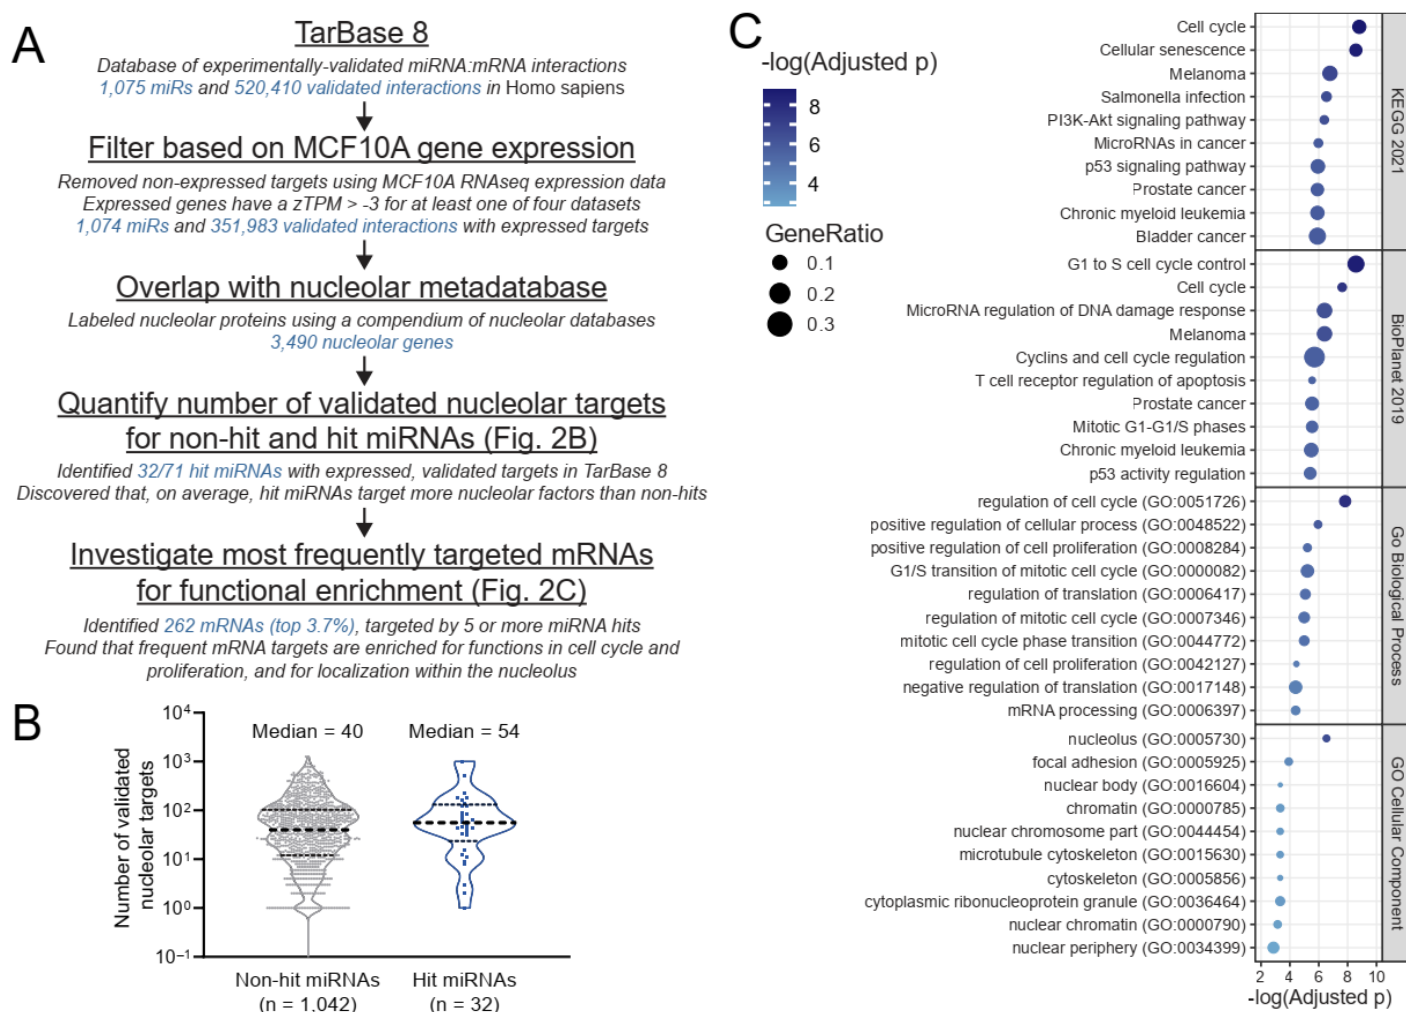 A
TarBase 8
Database of experimentally-validated miRNA:mRNA interactions
1,075 miRs and 520,410 validated interactions in Homo sapiens
Filter based on MCF10A gene expression
Removed non-expressed targets using MCF10A RNAseq expression data
Expressed genes have a zTPM > -3 for at least one of four datasets
1,074 miRs and 351,983 validated interactions with expressed targets
Overlap with nucleolar metadatabase
Labeled nucleolar proteins using a compendium of nucleolar databases
3,490 nucleolar genes
Quantify number of validated nucleolar targets
for non-hit and hit miRNAs (Fig. 2B)
Identified 32/71 hit miRNAs with expressed, validated targets in TarBase 8
Discovered that, on average, hit miRNAs target more nucleolar factors than non-hits
Investigate most frequently targeted mRNAs
for functional enrichment (Fig. 2C)
Identified 262 mRNAs (top 3.7%), targeted by 5 or more miRNA hits
Found that frequent mRNA targets are enriched for functions in cell cycle and
proliferation, and for localization within the nucleolus
B
Number of validated
nucleolar targets
10⁴
10³
10²
10¹
10⁰
10⁻¹
Median = 40
Median = 54
Non-hit miRNAs
(n = 1,042)
Hit miRNAs
(n = 32)
C
-log(Adjusted p)
8
6
4
GeneRatio
0.1
0.2
0.3
Cell cycle
Cellular senescence
Melanoma
Salmonella infection
PI3K-Akt signaling pathway
MicroRNAs in cancer
p53 signaling pathway
Prostate cancer
Chronic myeloid leukemia
Bladder cancer
KEGG 2021
G1 to S cell cycle control
Cell cycle
MicroRNA regulation of DNA damage response
Melanoma
Cyclins and cell cycle regulation
T cell receptor regulation of apoptosis
Prostate cancer
Mitotic G1-G1/S phases
Chronic myeloid leukemia
p53 activity regulation
BioPlanet 2019
regulation of cell cycle (GO:0051726)
positive regulation of cellular process (GO:0048522)
positive regulation of cell proliferation (GO:0008284)
G1/S transition of mitotic cell cycle (GO:0000082)
regulation of translation (GO:0006417)
regulation of mitotic cell cycle (GO:0007346)
mitotic cell cycle phase transition (GO:0044772)
regulation of cell proliferation (GO:0042127)
negative regulation of translation (GO:0017148)
mRNA processing (GO:0006397)
Go Biological Process
nucleolus (GO:0005730)
focal adhesion (GO:0005925)
nuclear body (GO:0016604)
chromatin (GO:0000785)
nuclear chromosome part (GO:0044454)
microtubule cytoskeleton (GO:0015630)
cytoskeleton (GO:0005856)
cytoplasmic ribonucleoprotein granule (GO:0036464)
nuclear chromatin (GO:0000790)
nuclear periphery (GO:0034399)
GO Cellular Component
2 4 6 8 10
-log(Adjusted p)